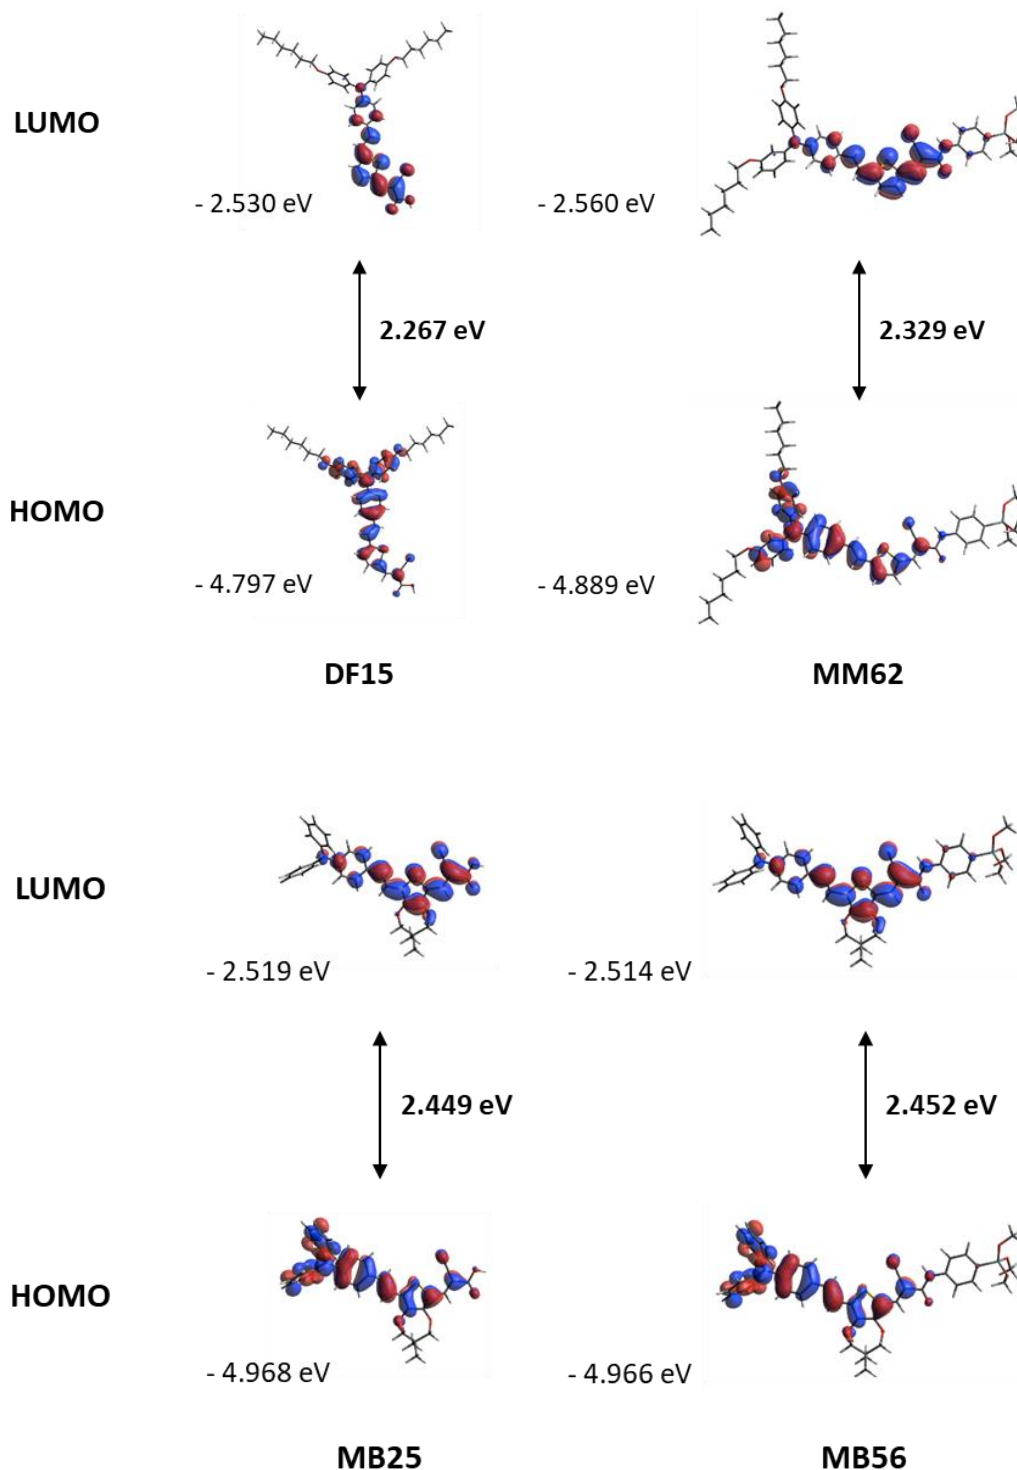 LUMO
- 2.530 eV
- 2.560 eV
2.267 eV
2.329 eV
HOMO
- 4.797 eV
- 4.889 eV
DF15
MM62
LUMO
- 2.519 eV
- 2.514 eV
2.449 eV
2.452 eV
HOMO
- 4.968 eV
- 4.966 eV
MB25
MB56